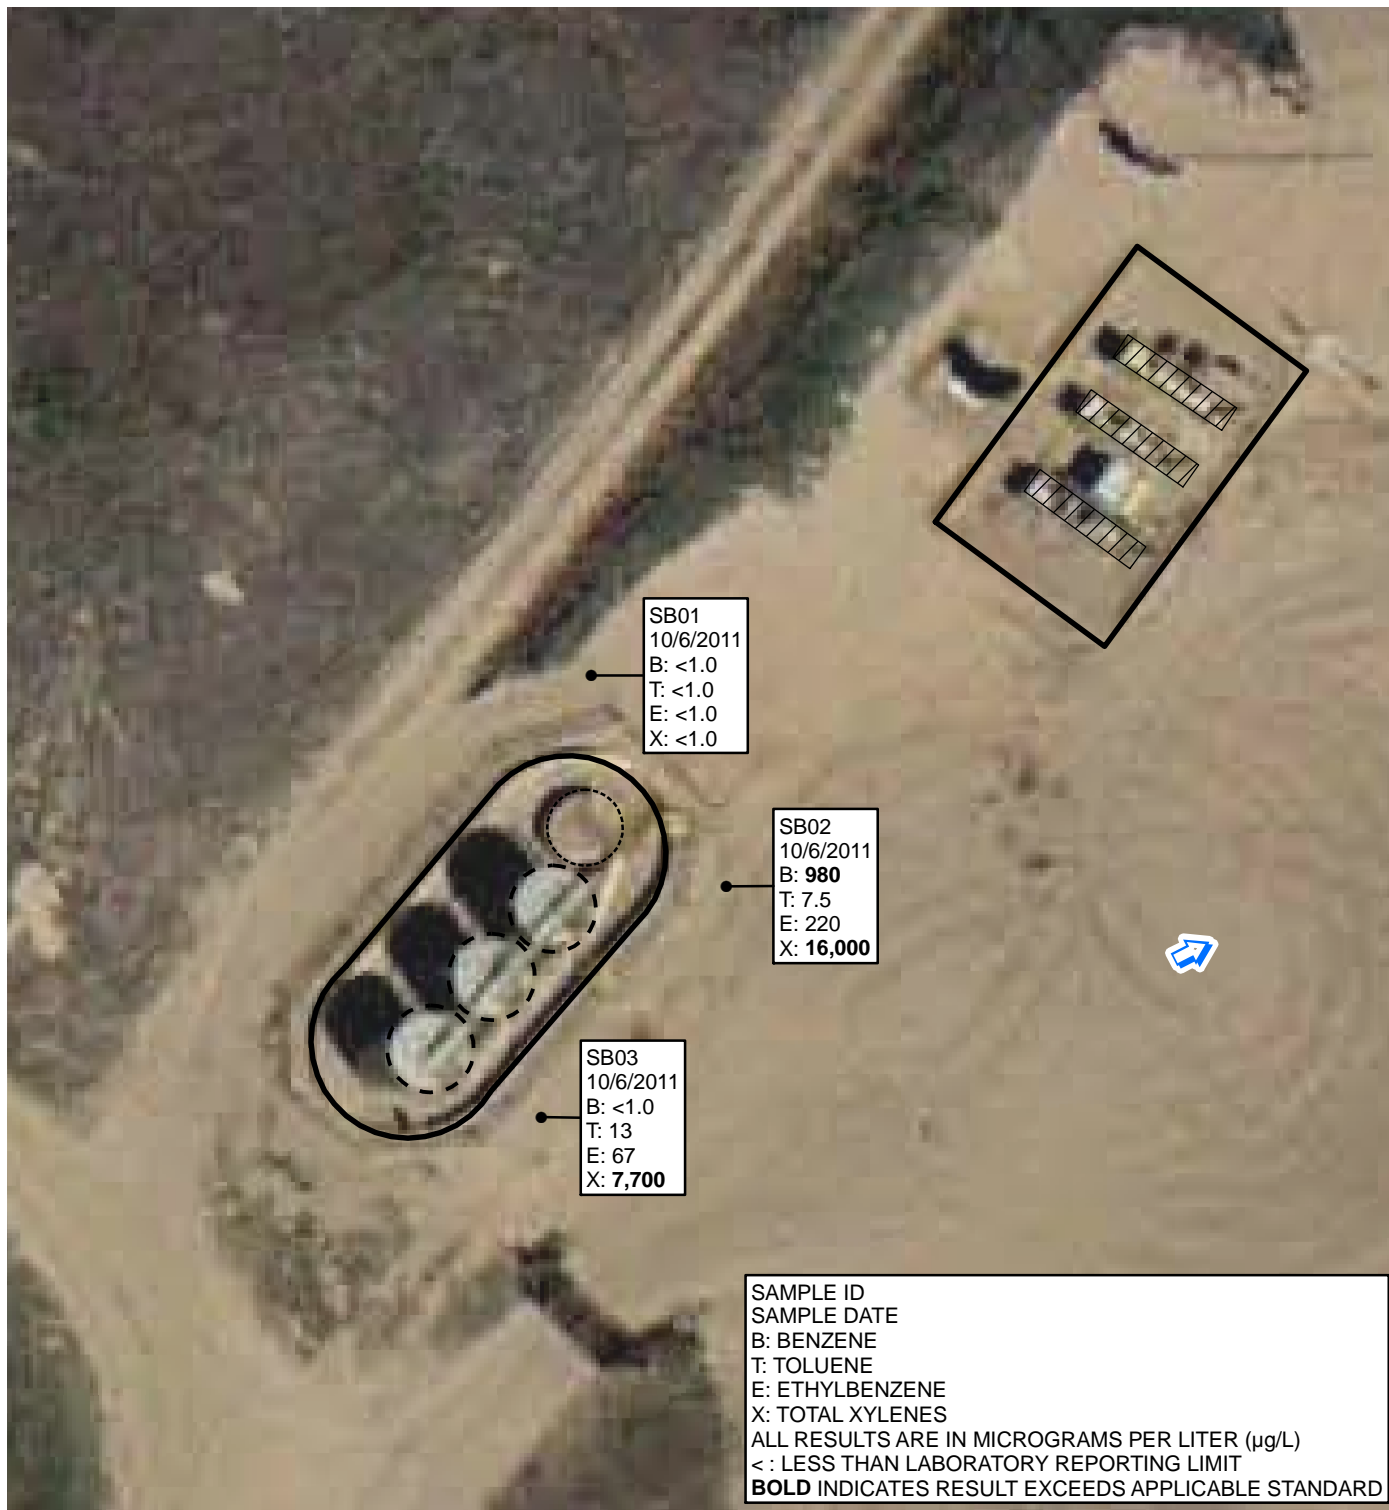 SB01
10/6/2011
B: <1.0
T: <1.0
E: <1.0
X: <1.0
SB02
10/6/2011
B: 980
T: 7.5
E: 220
X: 16,000
SB03
10/6/2011
B: <1.0
T: 13
E: 67
X: 7,700
SAMPLE ID
SAMPLE DATE
B: BENZENE
T: TOLUENE
E: ETHYLBENZENE
X: TOTAL XYLENES
ALL RESULTS ARE IN MICROGRAMS PER LITER (µg/L)
< : LESS THAN LABORATORY REPORTING LIMIT
BOLD INDICATES RESULT EXCEEDS APPLICABLE STANDARD